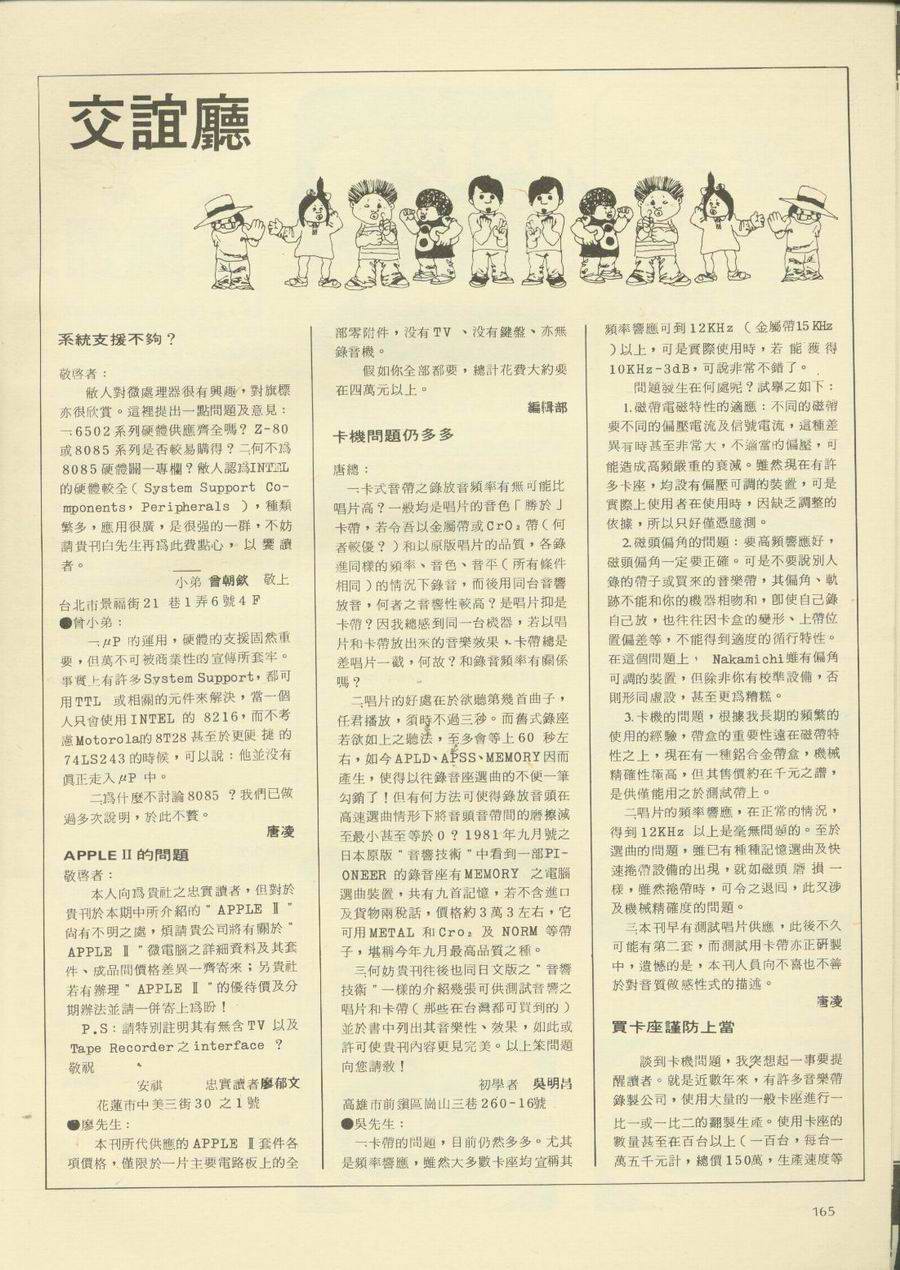 交誼廳
系統支援不夠？
敬啓者：
敝人對微處理器很有興趣，對旗標
亦很欣賞。這裡提出一點問題及意見：
一.6502系列硬體供應齊全嗎？Z-80
或8085系列是否較易購得？二.何不爲
8085硬體闢一專欄？敝人認爲INTEL
的硬體較全（System Support Co-
mponents, Peripherals ），種類
繁多，應用很廣，是很强的一群，不妨
請貴刊白先生再爲此費點心， 以 饗 讀
者。
小弟 曾朝欽 敬上
台北市景福街21 巷1弄6號4F
●曾小弟：
一.μP 的運用，硬體的支援固然重
要，但萬不可被商業性的宣傳所套牢。
事實上有許多System Support，都可
用TTL 或相關的元件來解決，當一個
人只會使用INTEL 的 8216，而不考
慮Motorola的8T28甚至於更便 捷 的
74LS243的時候，可以說：他並没有
眞正走入μP 中。
二.爲什麼不討論8085 ？我們已做
過多次說明，於此不贅。
唐凌
APPLE II 的問題
敬啓者：
本人向爲貴社之忠實讀者，但對於
貴刊於本期中所介紹的“ APPLE II ”
尙有不明之處，煩請貴公司將有關於“
APPLE II ”微電腦之詳細資料及其套
件、成品間價格差異一齊寄來；另貴社
若有辦理“ APPLE II ”的優待價及分
期辦法並請一併寄上爲盼！
P.S：請特別註明其有無含TV 以及
Tape Recorder之interface ？
敬祝
安祺 忠實讀者廖郁文
花蓮市中美三街30 之1號
●廖先生：
本刊所代供應的APPLE II套件各
項價格，僅限於一片主要電路板上的全
部零附件，没有TV 、没有鍵盤、亦無
錄音機。
假如你全部都要，總計花費大約要
在四萬元以上。
編緝部
卡機問題仍多多
唐總：
一.卡式音帶之錄放音頻率有無可能比
唱片高？一般均是唱片的音色「勝於」
卡帶，若今吾以金屬帶或CrO₂帶（何
者較優？）和以原版唱片的品質，各錄
進同樣的頻率、音色、音平（所有條件
相同）的情況下錄音，而後用同台音響
放音，何者之音響性較高？是唱片抑是
卡帶？因我總感到同一台機器，若以唱
片和卡帶放出來的音樂效果，卡帶總是
差唱片一截，何故？和錄音頻率有關係
嗎？
二.唱片的好處在於欲聽第幾首曲子，
任君播放，須時不過三秒。而舊式錄座
若欲如上之聽法，至多會等上60 秒左
右，如今APLD、APSS、MEMORY因而
產生，使得以往錄音座選曲的不便一筆
勾銷了！但有何方法可使得錄放音頭在
高速選曲情形下將音頭音帶間的磨擦減
至最小甚至等於0？1981年九月號之
日本原版“音響技術”中看到一部PI-
ONEER 的錄音座有MEMORY 之電腦
選曲裝置，共有九首記憶，若不含進口
及貨物兩稅話，價格約3萬3左右，它
可用METAL 和Cro₂ 及 NORM 等帶
子，堪稱今年九月最高品質之種。
三.何妨貴刊往後也同日文版之“音響
技術”一樣的介紹幾張可供測試音響之
唱片和卡帶（那些在台灣都可買到的）
並於書中列出其音樂性、效果，如此或
許可使貴刊內容更見完美。以上笨問題
向您請敎！
初學者 吳明昌
高雄市前鎭區崗山三巷260-16號
●吳先生：
一.卡帶的問題，目前仍然多多。尤其
是頻率響應，雖然大多數卡座均宣稱其
頻率響應可到12KHz （金屬帶15KHz
）以上，可是實際使用時，若 能 獲 得
10KHz-3dB，可說非常不錯了。
問題發生在何處呢？試舉之如下：
1.磁帶電磁特性的適應：不同的磁帶
要不同的偏壓電流及信號電流，這種差
異有時甚至非常大，不適當的偏壓，可
能造成高頻嚴重的衰減。雖然現在有許
多卡座，均設有偏壓可調的裝置，可是
實際上使用者在使用時，因缺乏調整的
依據，所以只好僅憑臆測。
2.磁頭偏角的問題：要高頻響應好，
磁頭偏角一定要正確。可是不要說別人
錄的帶子或買來的音樂帶，其偏角、軌
跡不能和你的機器相吻和，卽使自己錄
自己放，也往往因卡盒的變形、上帶位
置偏差等，不能得到適度的循行特性。
在這個問題上， Nakamichi雖有偏角
可調的裝置，但除非你有校準設備，否
則形同虛設，甚至更爲糟糕。
3.卡機的問題，根據我長期的頻繁的
使用的經驗，帶盒的重要性遠在磁帶特
性之上，現在有一種鋁合金帶盒，機械
精確性極高，但其售價約在千元之譜，
是供僅能用之於測試帶上。
二.唱片的頻率響應，在正常的情況，
得到12KHz 以上是毫無問題的。至於
選曲的問題，雖已有種種記憶選曲及快
速捲帶設備的出現，就如磁頭 磨 損 一
樣，雖然捲帶時，可令之退囘，此又涉
及機械精確度的問題。
三.本刊早有測試唱片供應，此後不久
可能有第二套，而測試用卡帶亦正硏製
中，遺憾的是，本刊人員向不喜也不善
於對音質做感性式的描述。
唐凌
買卡座謹防上當
談到卡機問題，我突想起一事要提
醒讀者。就是近數年來，有許多音樂帶
錄製公司，使用大量的一般卡座進行一
比一或一比二的翻製生產。使用卡座的
數量甚至在百台以上（一百台，每台一
萬五千元計，總價150萬，生產速度等
165